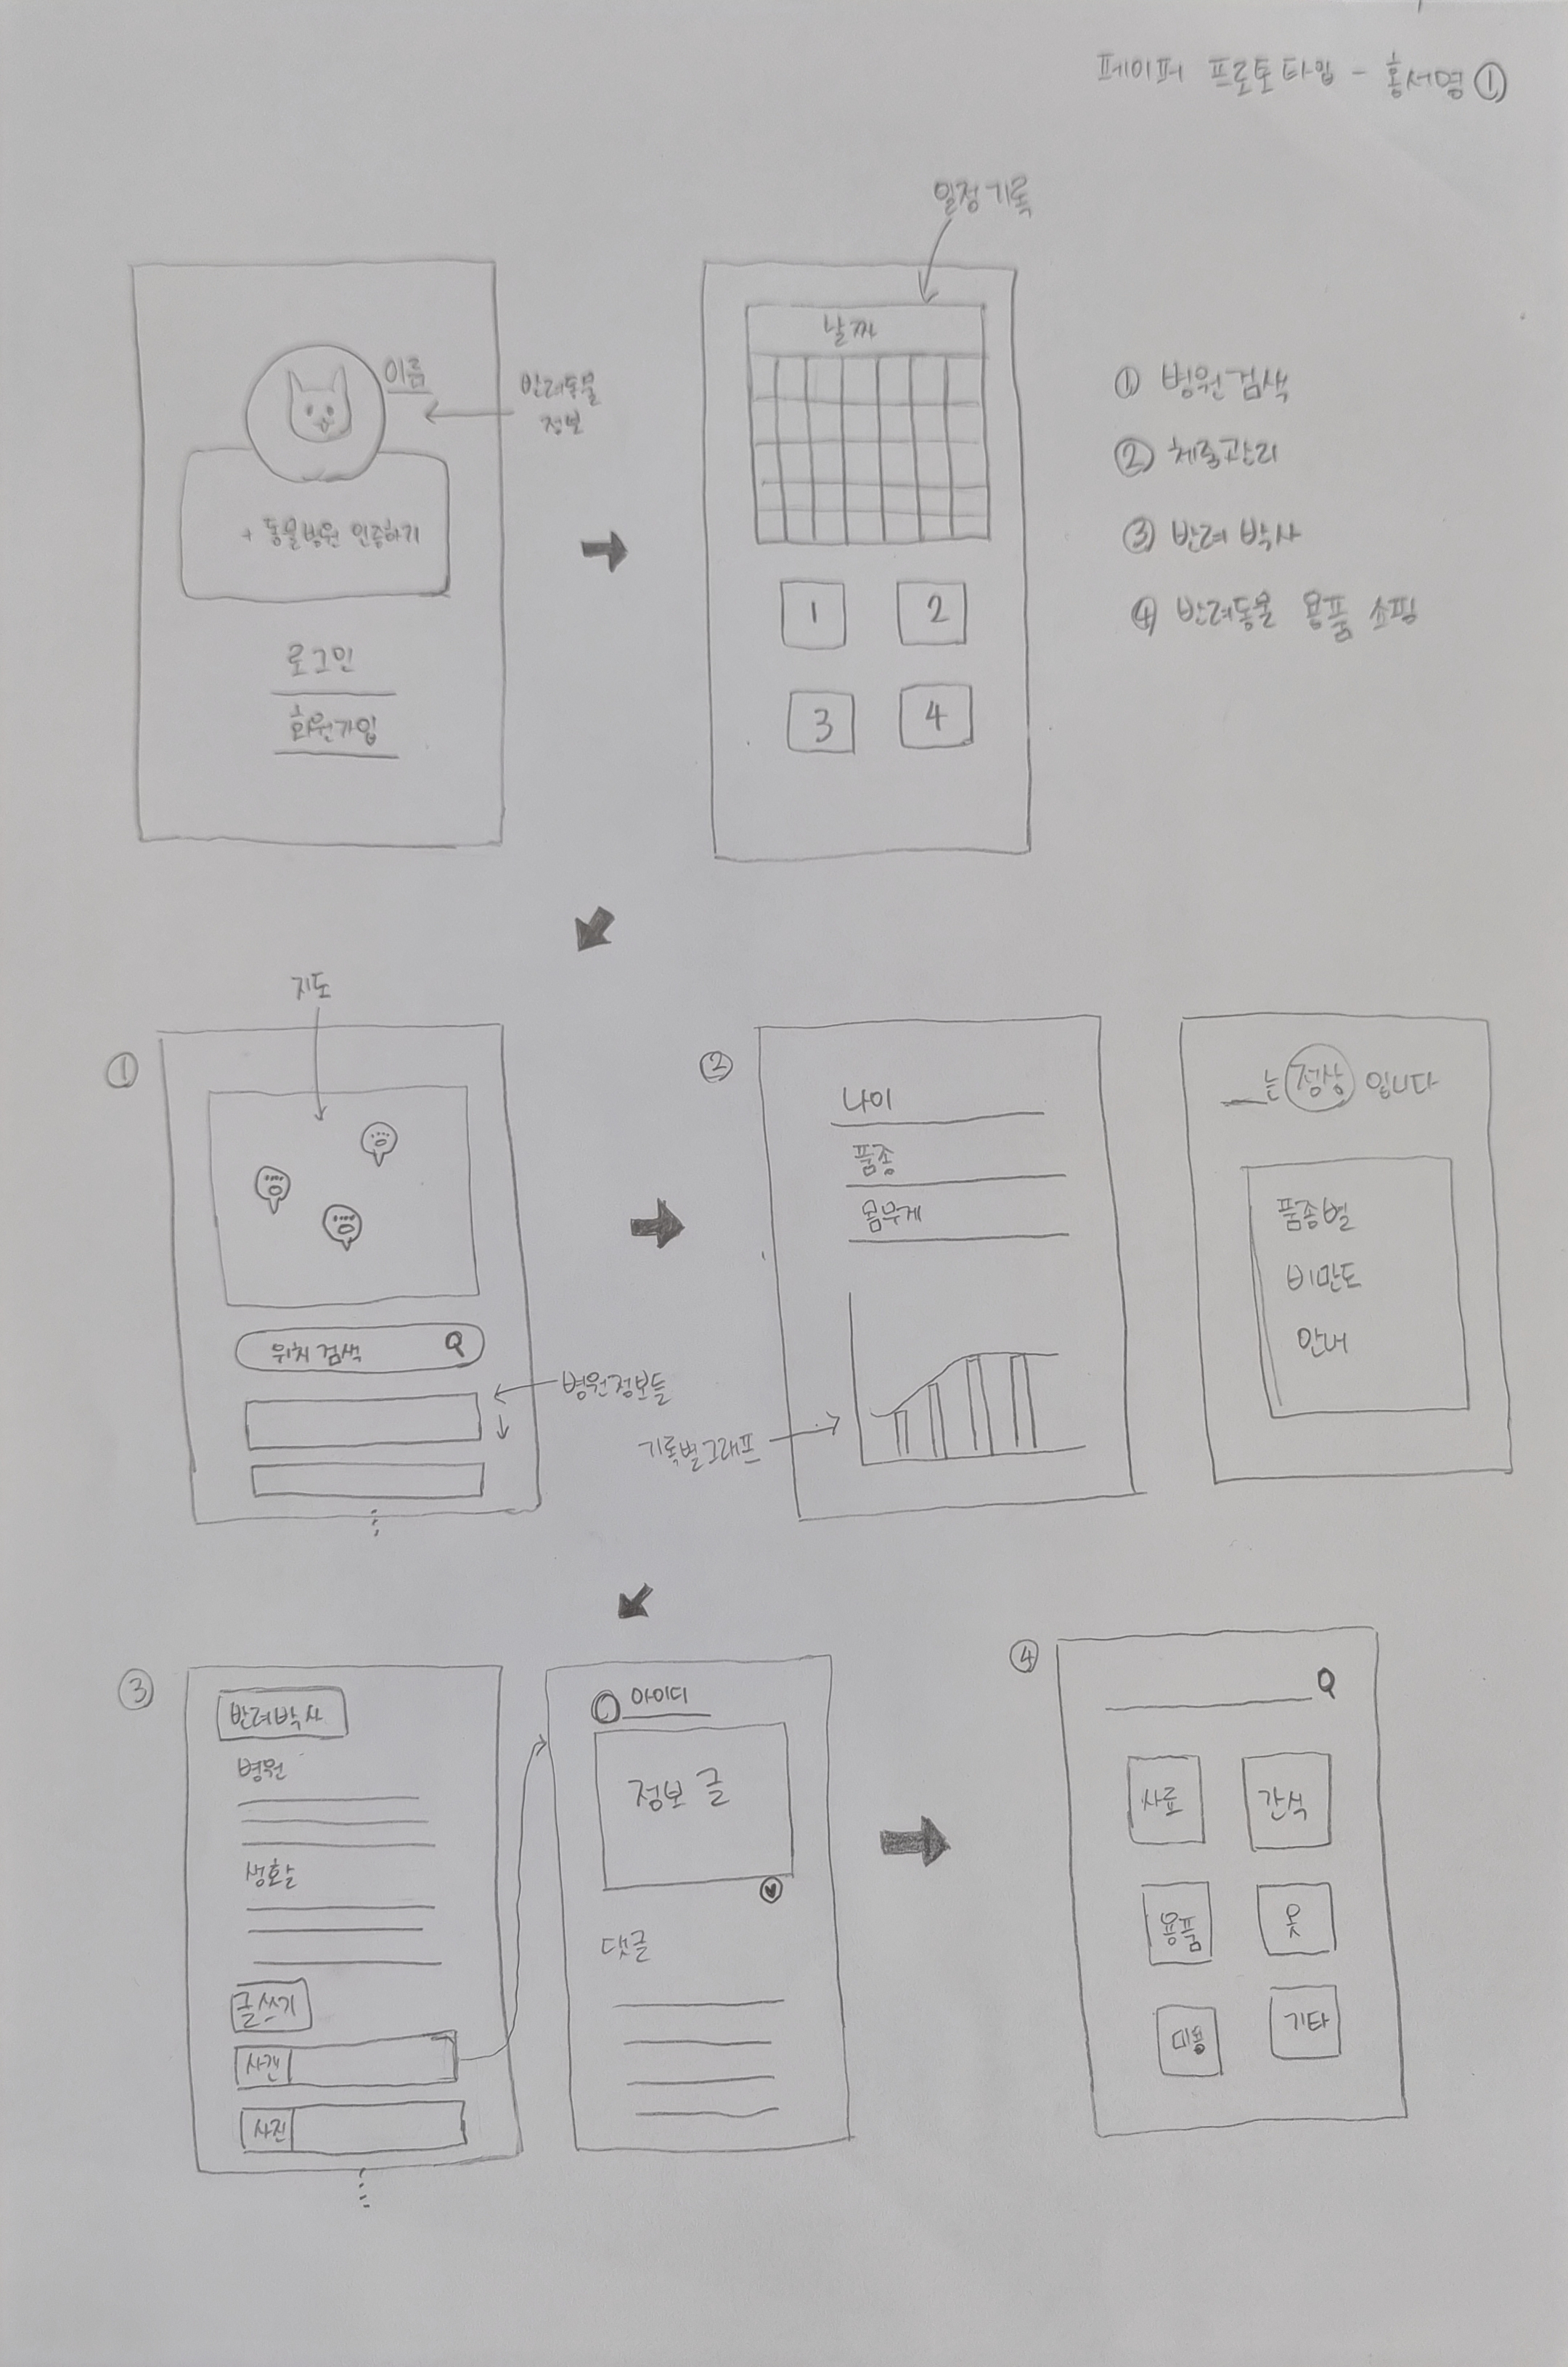 페이퍼 프로토타입 - 홍서영 ①
일정 기록
이름
반려동물
정보
+ 동물병원 인증하기
로그인
회원가입
날짜
1
2
3
4
① 병원검색
② 체중관리
③ 반려 박사
④ 반려동물 용품 쇼핑
지도
①
위치 검색
병원정보들
②
나이
품종
몸무게
기록별그래프
__는 정상 입니다
품종별
비만도
안내
③
반려박사
병원
생활
글쓰기
사진
사진
아이디
정보 글
댓글
④
사료
간식
용품
옷
미용
기타